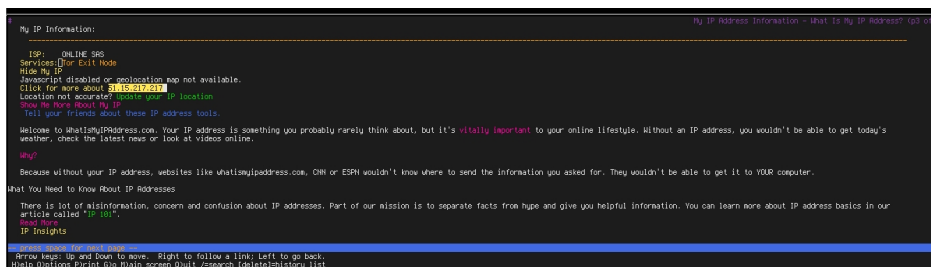 #
My IP Address Information - What Is My IP Address? (p3 of
My IP Information:
ISP: ONLINE SAS
Services: Tor Exit Node
Hide My IP
Javascript disabled or geolocation map not available.
Click for more about 51.15.217.217
Location not accurate? Update your IP location
Show Me More About My IP
Tell your friends about these IP address tools.
Welcome to WhatIsMyIPAddress.com. Your IP address is something you probably rarely think about, but it's vitally important to your online lifestyle. Without an IP address, you wouldn't be able to get today's
weather, check the latest news or look at videos online.
Why?
Because without your IP address, websites like whatismyipaddress.com, CNN or ESPN wouldn't know where to send the information you asked for. They wouldn't be able to get it to YOUR computer.
What You Need to Know About IP Addresses
There is lot of misinformation, concern and confusion about IP addresses. Part of our mission is to separate facts from hype and give you helpful information. You can learn more about IP address basics in our
article called "IP 101".
Read More
IP Insights
-- press space for next page --
Arrow keys: Up and Down to move. Right to follow a link; Left to go back.
H)elp O)ptions P)rint G)o M)ain screen Q)uit /=search [delete]=history list